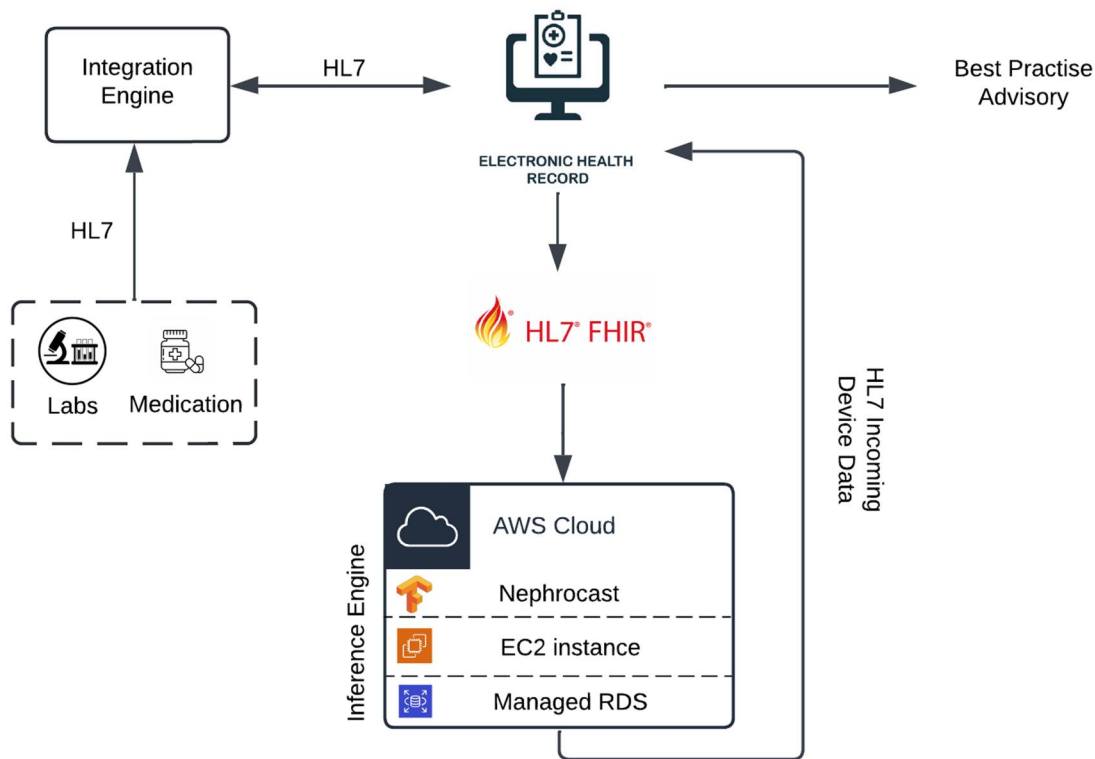 Integration
Engine
HL7
Best Practise
Advisory
ELECTRONIC HEALTH
RECORD
HL7
HL7® FHIR®
Labs
Medication
HL7 Incoming
Device Data
Inference Engine
AWS Cloud
Nephrocast
EC2 instance
Managed RDS